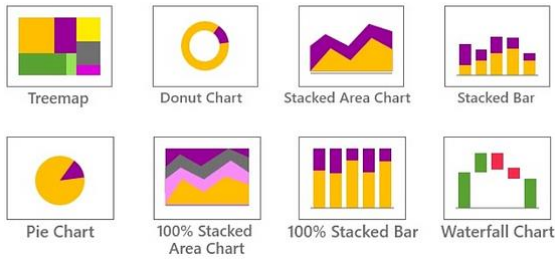 Treemap
Donut Chart
Stacked Area Chart
Stacked Bar
Pie Chart
100% Stacked
Area Chart
100% Stacked Bar
Waterfall Chart